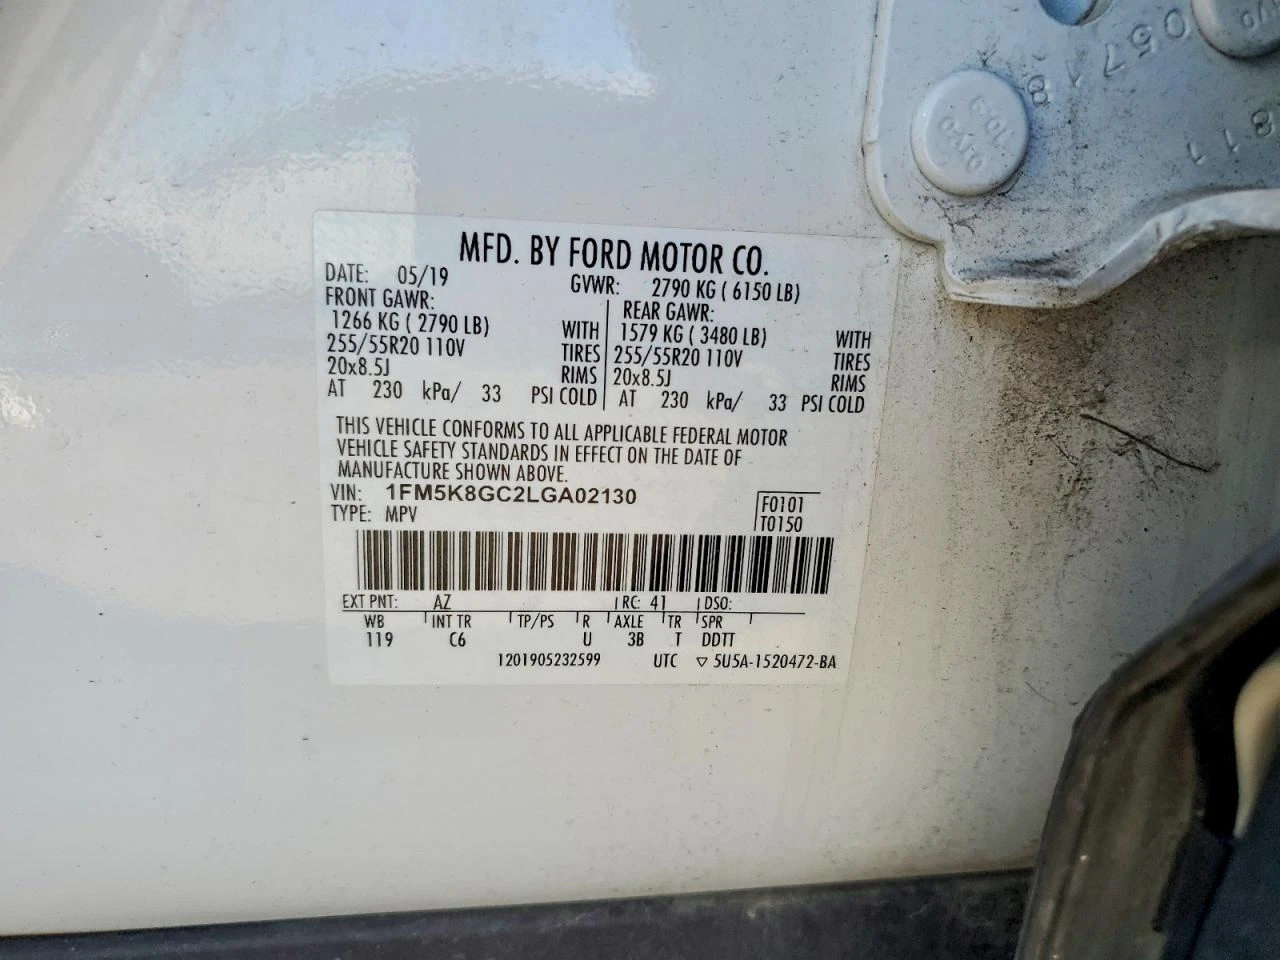 MFD. BY FORD MOTOR CO.
DATE: 05/19 GVWR: 2790 KG ( 6150 LB)
FRONT GAWR: REAR GAWR:
1266 KG ( 2790 LB) WITH 1579 KG ( 3480 LB) WITH
255/55R20 110V TIRES 255/55R20 110V TIRES
20x8.5J RIMS 20x8.5J RIMS
AT 230 kPa/ 33 PSI COLD AT 230 kPa/ 33 PSI COLD
THIS VEHICLE CONFORMS TO ALL APPLICABLE FEDERAL MOTOR
VEHICLE SAFETY STANDARDS IN EFFECT ON THE DATE OF
MANUFACTURE SHOWN ABOVE.
VIN: 1FM5K8GC2LGA02130 F0101
TYPE: MPV T0150
EXT PNT: AZ RC: 41 DSO:
WB INT TR TP/PS R AXLE TR SPR
119 C6 U 3B T DDTT
1201905232599 UTC ▽ 5U5A-1520472-BA
10.9